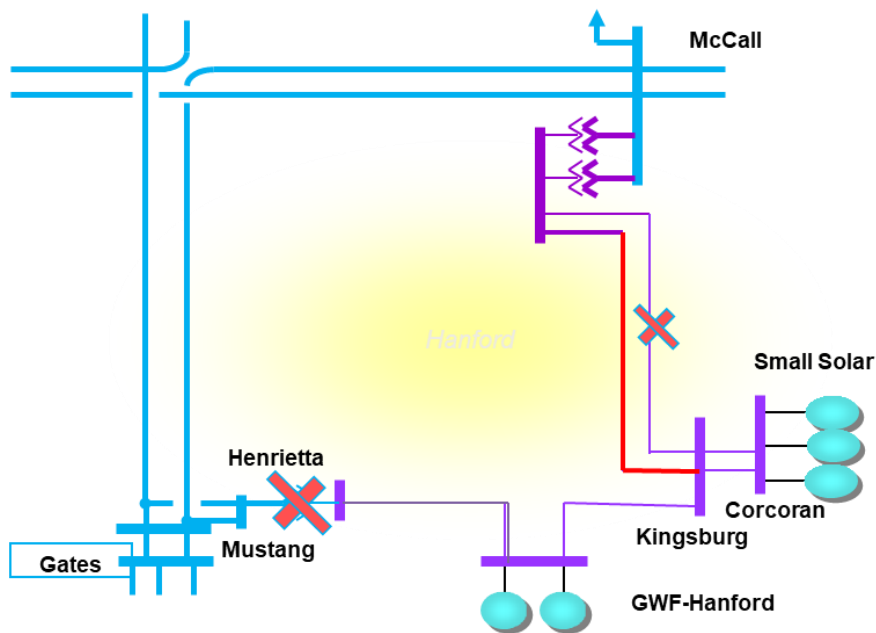 McCall
Hanford
Small Solar
Henrietta
Corcoran
Kingsburg
Mustang
Gates
GWF-Hanford